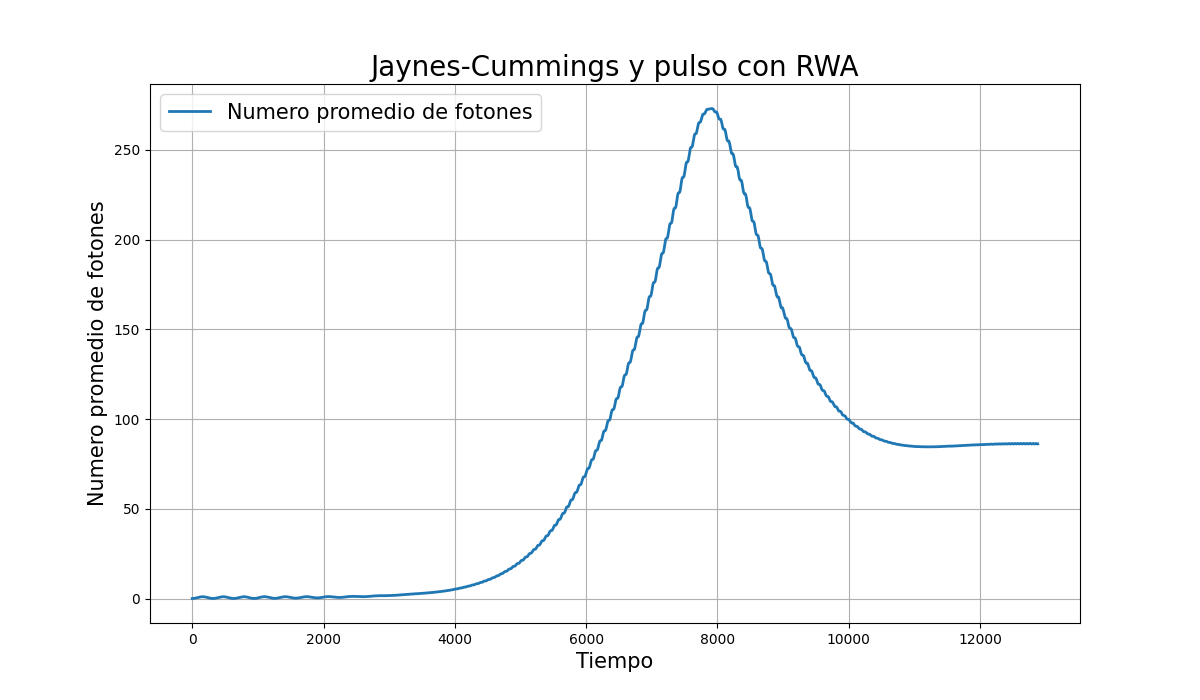 Jaynes-Cummings y pulso con RWA
Numero promedio de fotones
Numero promedio de fotones
250
200
150
100
50
0
0 2000 4000 6000 8000 10000 12000
Tiempo